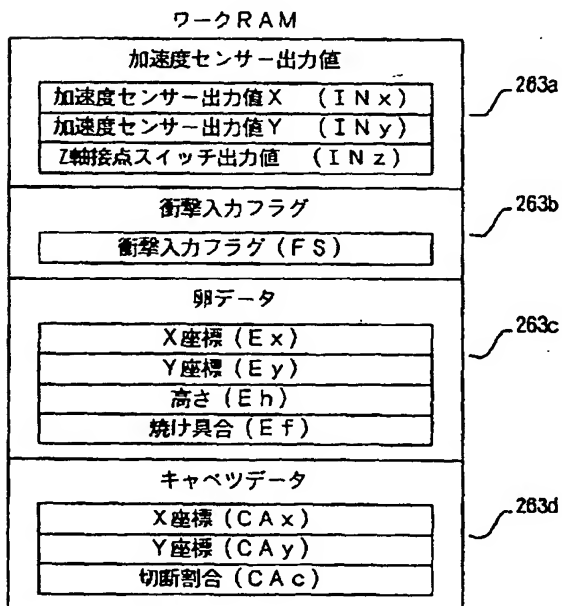 ワークRAM
加速度センサー出力値
加速度センサー出力値X (INx)
加速度センサー出力値Y (INy)
Z軸接点スイッチ出力値 (INz)
263a
衝撃入力フラグ
衝撃入力フラグ(FS)
263b
卵データ
X座標(Ex)
Y座標(Ey)
高さ(Eh)
焼け具合(Ef)
263c
キャベツデータ
X座標(CAx)
Y座標(CAy)
切断割合(CAc)
263d